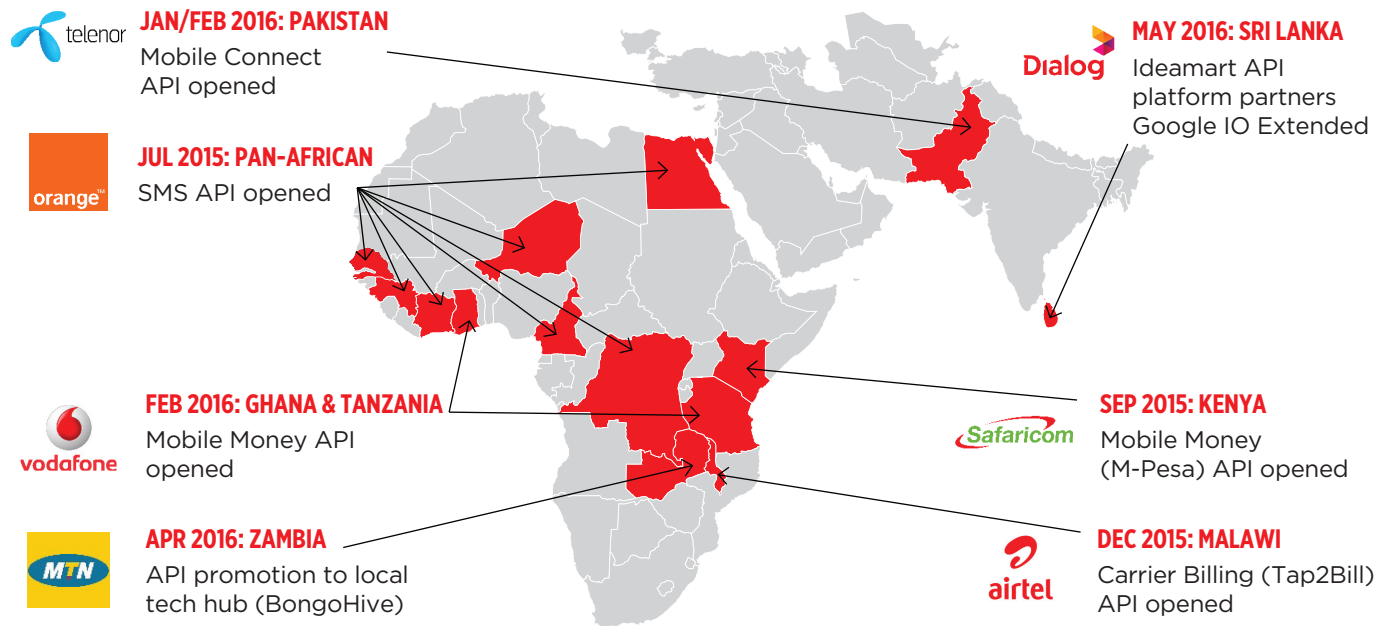 telenor
JAN/FEB 2016: PAKISTAN
Mobile Connect
API opened
orange™
JUL 2015: PAN-AFRICAN
SMS API opened
vodafone
FEB 2016: GHANA & TANZANIA
Mobile Money API
opened
MTN
APR 2016: ZAMBIA
API promotion to local
tech hub (BongoHive)
Dialog
MAY 2016: SRI LANKA
Ideamart API
platform partners
Google IO Extended
Safaricom
SEP 2015: KENYA
Mobile Money
(M-Pesa) API opened
airtel
DEC 2015: MALAWI
Carrier Billing (Tap2Bill)
API opened